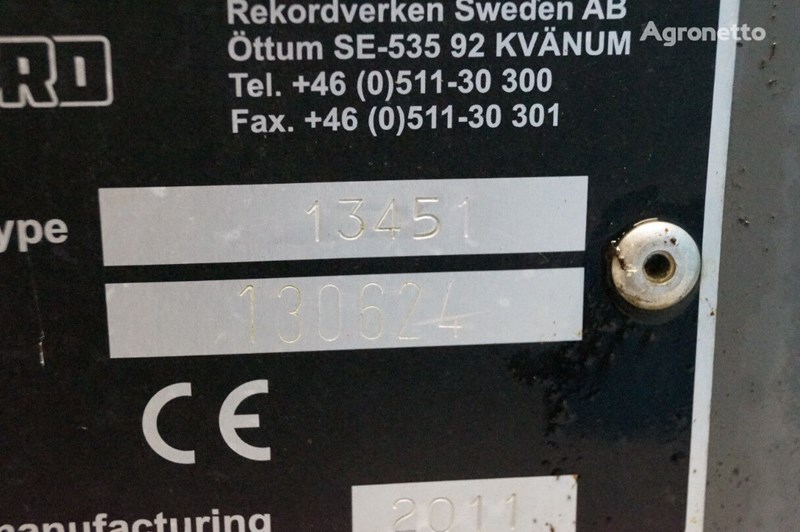 Rekordverken Sweden AB
Öttum SE-535 92 KVÄNUM
Tel. +46 (0)511-30 300
Fax. +46 (0)511-30 301
RD
ype 13451
130624
CE
manufacturing 2011
Agronetto